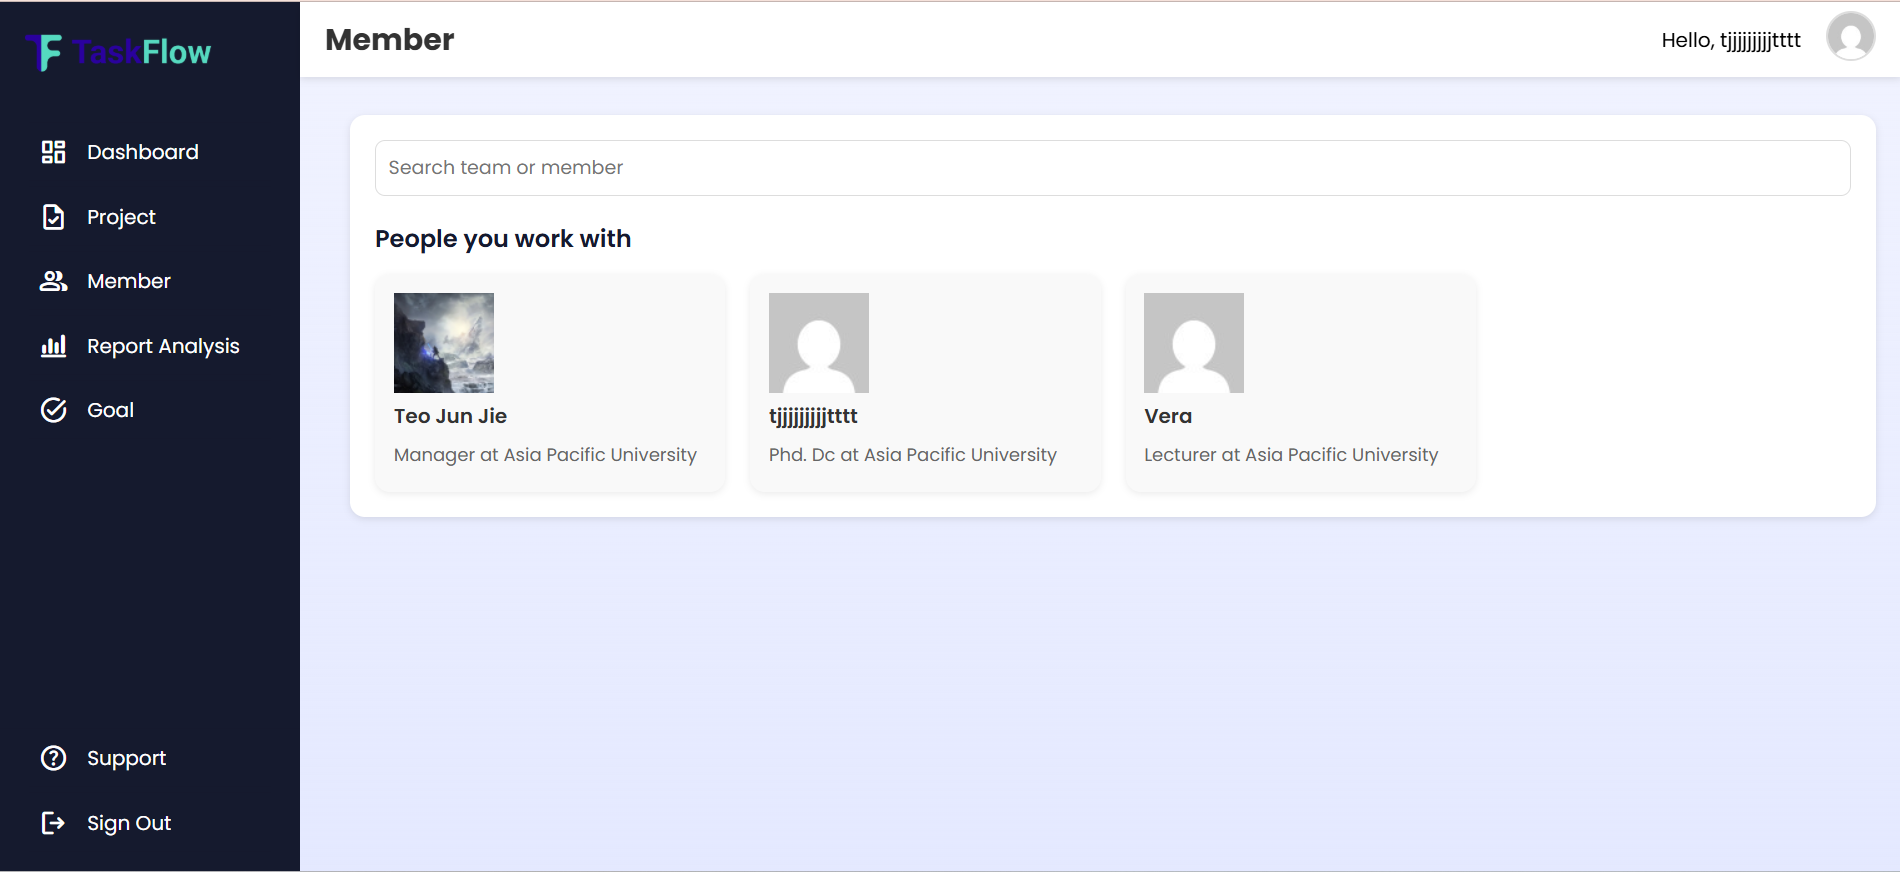 TaskFlow
Member
Hello, tjjjjjjjjjtttt
Dashboard
Project
Member
Report Analysis
Goal
Support
Sign Out
Search team or member
People you work with
Teo Jun Jie
Manager at Asia Pacific University
tjjjjjjjjjtttt
Phd. Dc at Asia Pacific University
Vera
Lecturer at Asia Pacific University